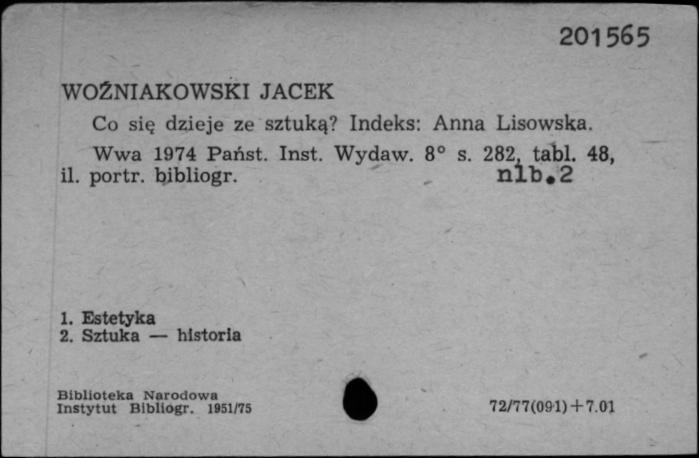 201565
WOŹNIAKOWSKI JACEK
Co się dzieje ze sztuką? Indeks: Anna Lisowska.
Wwa 1974 Państ. Inst. Wydaw. 8° s. 282, tabl. 48,
il. portr. bibliogr. nlb.2
1. Estetyka
2. Sztuka — historia
Biblioteka Narodowa
Instytut Bibliogr. 1951/75 72/77(091)+7.01